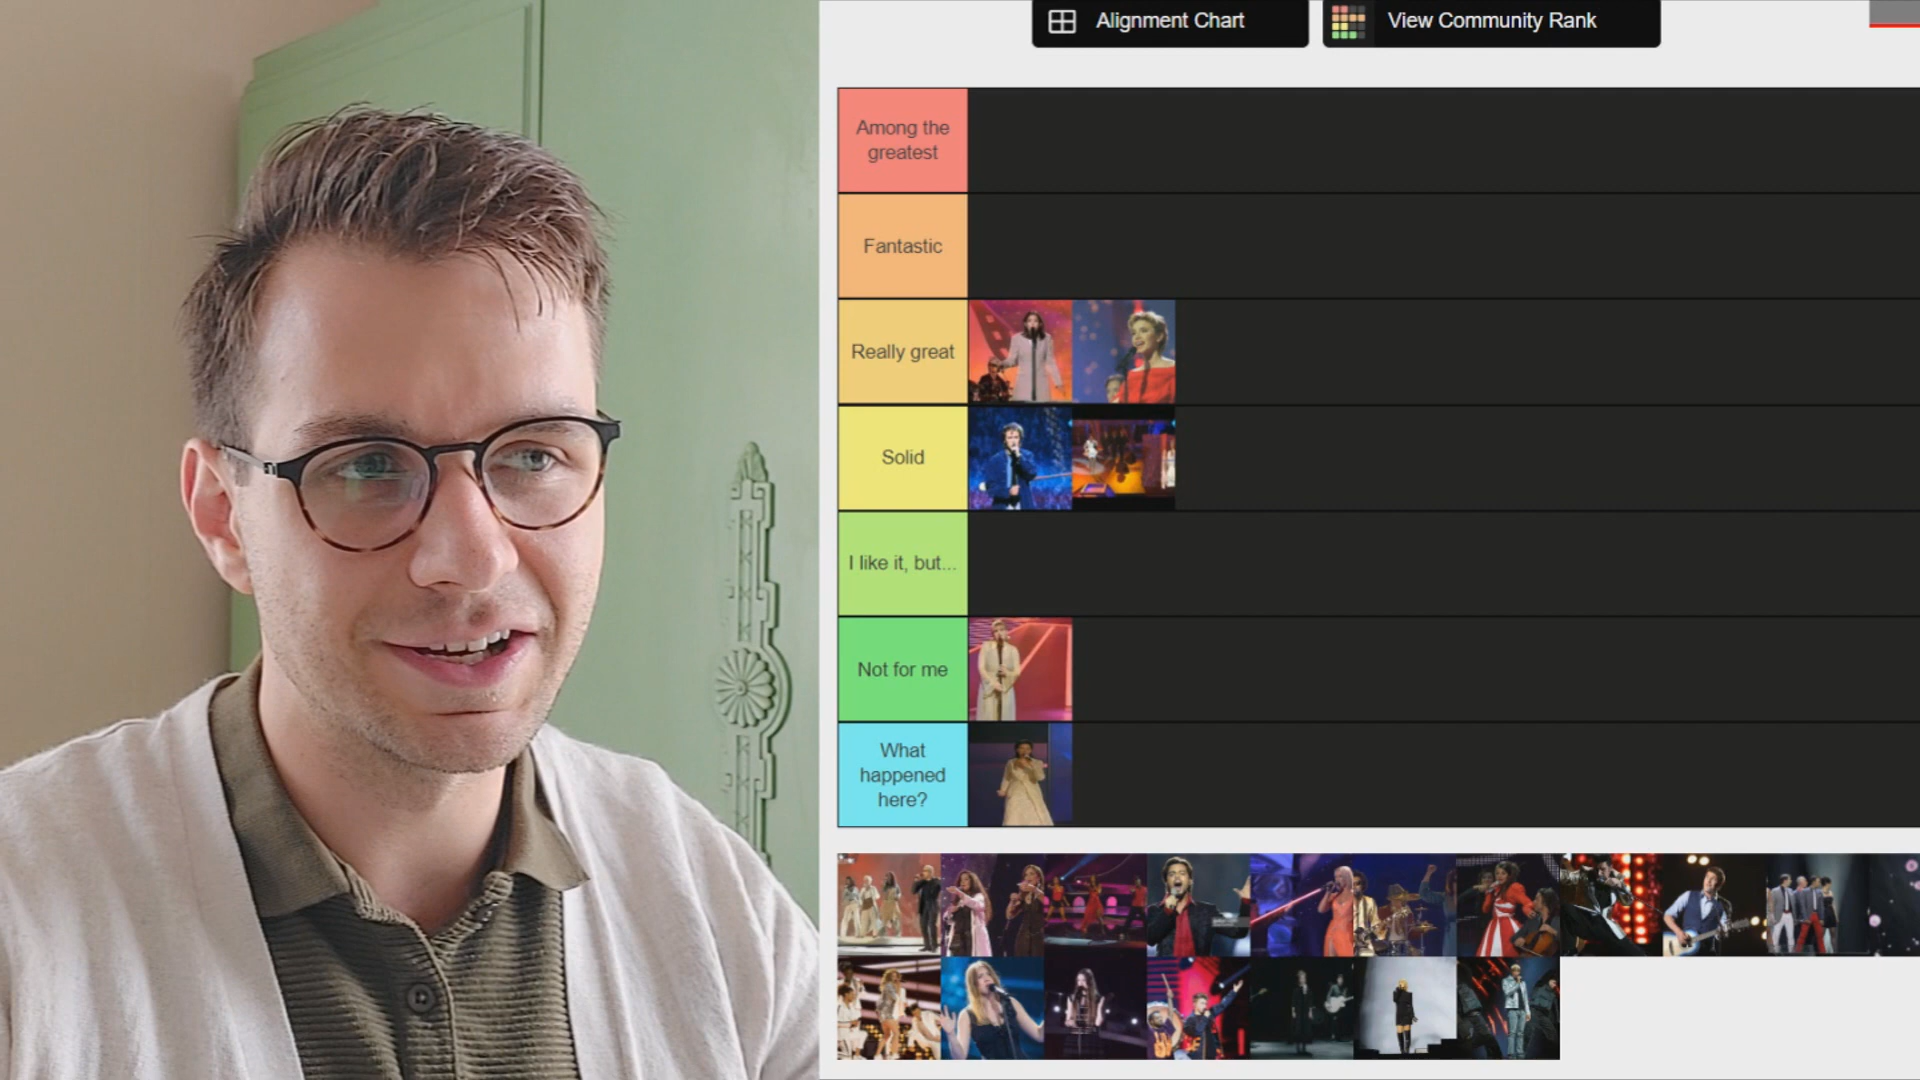 Alignment Chart
View Community Rank
Among the
greatest
Fantastic
Really great
Solid
I like it, but...
Not for me
What
happened
here?